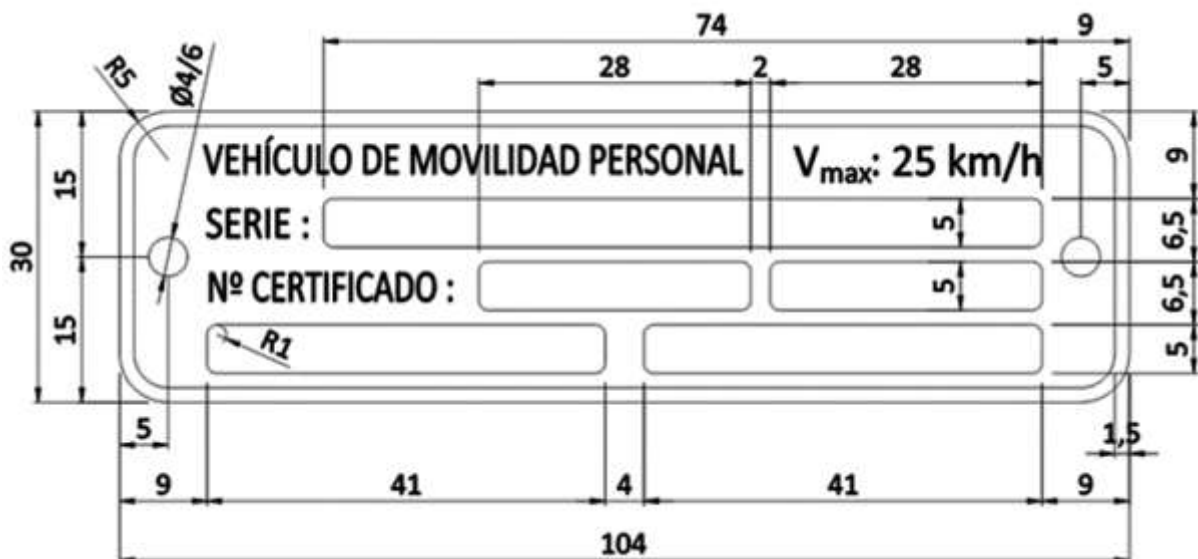 74 9
28 2 28 5
R5 Ø4/6
VEHÍCULO DE MOVILIDAD PERSONAL Vmax: 25 km/h
15 9
SERIE : 5 6,5
30
Nº CERTIFICADO : 5 6,5
15 R1 5
5 1,5
9 41 4 41 9
104